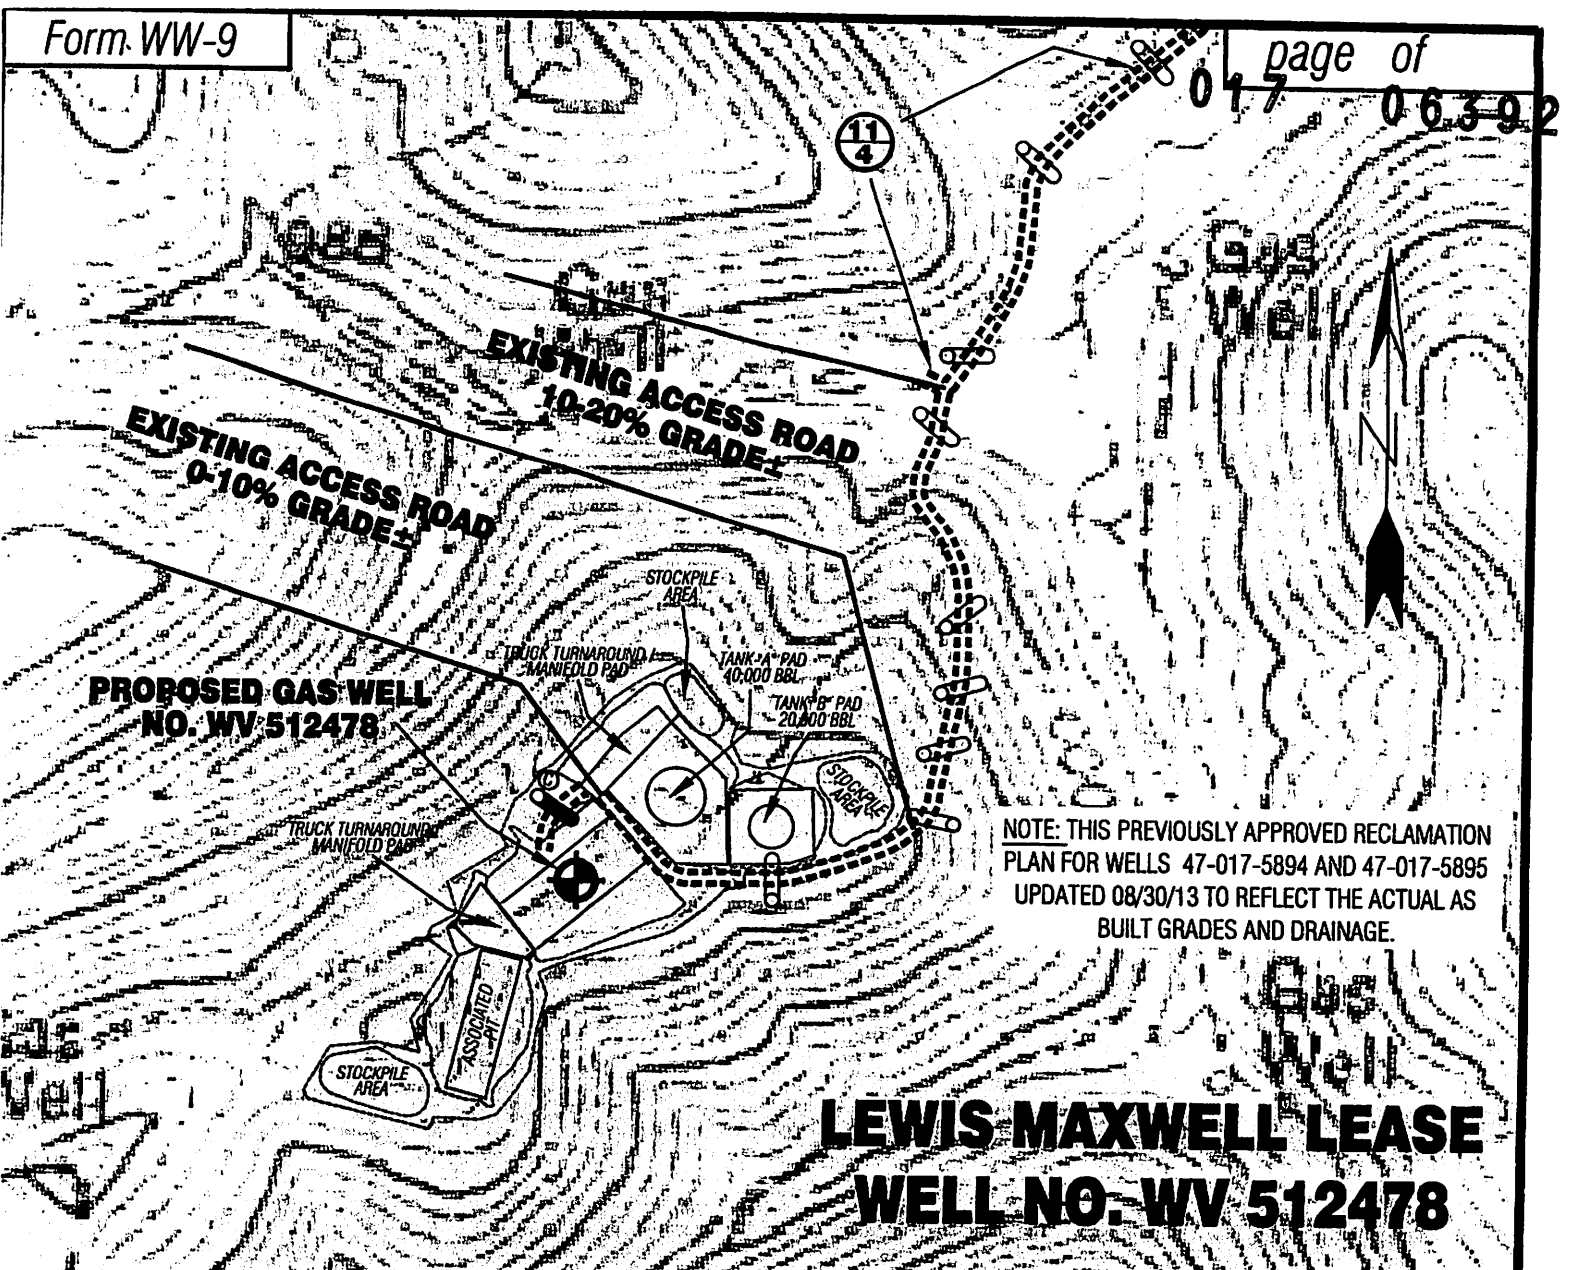 Form WW-9
page of
017 06392
11
4
Gas
Well
EXISTING ACCESS ROAD
10-20% GRADE±
EXISTING ACCESS ROAD
0-10% GRADE±
N
STOCKPILE
AREA
TRUCK TURNAROUND /
MANIFOLD PAD
TANK "A" PAD
40,000 BBL
TANK "B" PAD
20,000 BBL
PROPOSED GAS WELL
NO. WV 512478
STOCKPILE
AREA
C
TRUCK TURNAROUND
MANIFOLD PAD
NOTE: THIS PREVIOUSLY APPROVED RECLAMATION
PLAN FOR WELLS 47-017-5894 AND 47-017-5895
UPDATED 08/30/13 TO REFLECT THE ACTUAL AS
BUILT GRADES AND DRAINAGE.
Gas
Well
ASSOCIATED
PIT
STOCKPILE
AREA
LEWIS MAXWELL LEASE
WELL NO. WV 512478